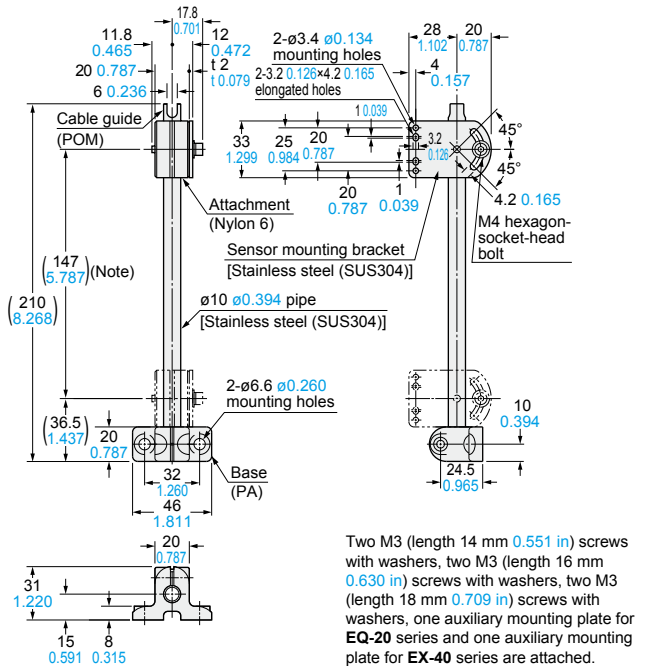 17.8
0.701
11.8
0.465
12
0.472
20 0.787
t 2
t 0.079
6 0.236
Cable guide
(POM)
Attachment
(Nylon 6)
(147
5.787)(Note)
(210
8.268)
ø10 ø0.394 pipe
[Stainless steel (SUS304)]
(36.5
1.437)
20
0.787
2-ø6.6 ø0.260
mounting holes
32
1.260
46
1.811
Base
(PA)
20
0.787
31
1.220
15
0.591
8
0.315
2-ø3.4 ø0.134
mounting holes
2-3.2 0.126×4.2 0.165
elongated holes
28
1.102
20
0.787
4
0.157
1 0.039
33
1.299
25
0.984
20
0.787
3.2
0.126
20
0.787
1
0.039
45°
45°
4.2 0.165
M4 hexagon-
socket-head
bolt
Sensor mounting bracket
[Stainless steel (SUS304)]
10
0.394
24.5
0.965
Two M3 (length 14 mm 0.551 in) screws
with washers, two M3 (length 16 mm
0.630 in) screws with washers, two M3
(length 18 mm 0.709 in) screws with
washers, one auxiliary mounting plate for
EQ-20 series and one auxiliary mounting
plate for EX-40 series are attached.